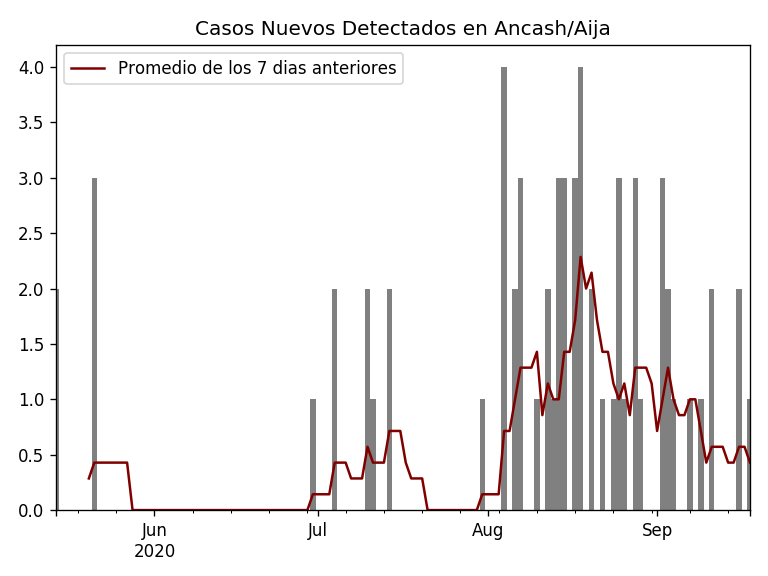 Casos Nuevos Detectados en Ancash/Aija
Promedio de los 7 dias anteriores
4.0
3.5
3.0
2.5
2.0
1.5
1.0
0.5
0.0
Jun
2020
Jul
Aug
Sep